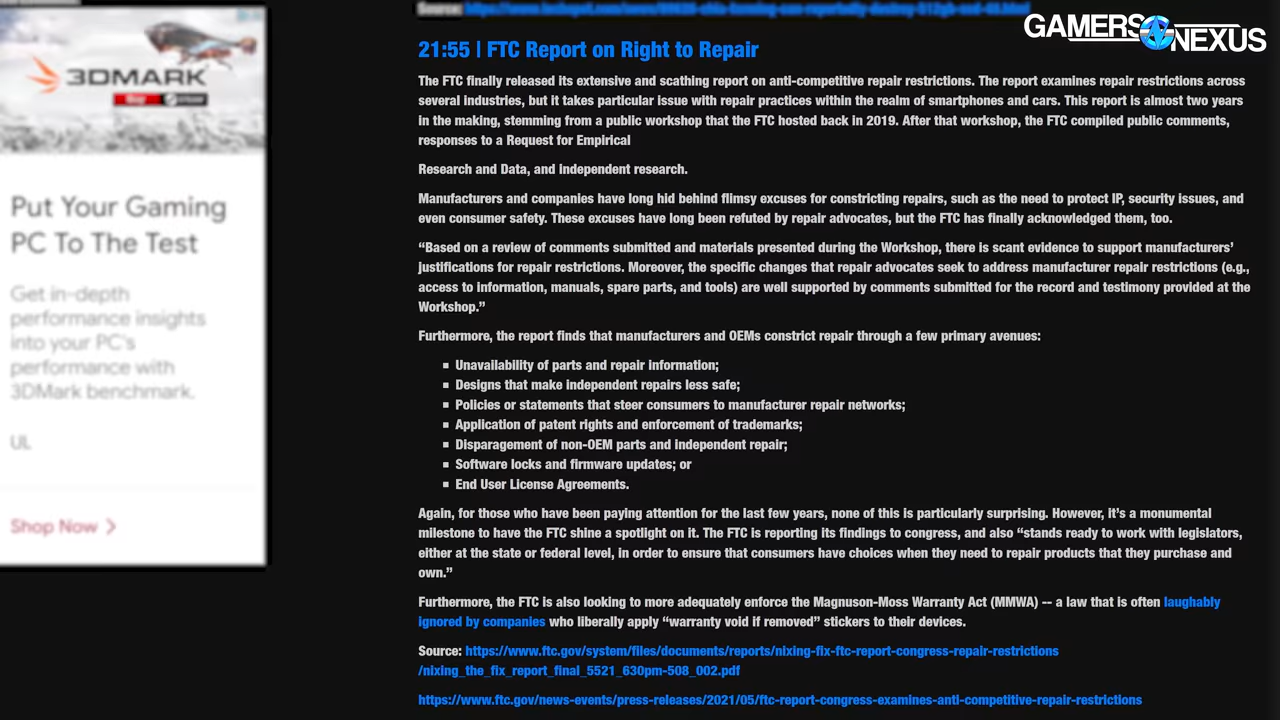 GAMERS NEXUS
3DMARK
Put Your Gaming
PC To The Test
Get in-depth
performance insights
into your PC's
performance with
3DMark benchmark.
UL
Shop Now
21:55 | FTC Report on Right to Repair
The FTC finally released its extensive and scathing report on anti-competitive repair restrictions. The report examines repair restrictions across
several industries, but it takes particular issue with repair practices within the realm of smartphones and cars. This report is almost two years
in the making, stemming from a public workshop that the FTC hosted back in 2019. After that workshop, the FTC compiled public comments,
responses to a Request for Empirical
Research and Data, and independent research.
Manufacturers and companies have long hid behind flimsy excuses for constricting repairs, such as the need to protect IP, security issues, and
even consumer safety. These excuses have long been refuted by repair advocates, but the FTC has finally acknowledged them, too.
“Based on a review of comments submitted and materials presented during the Workshop, there is scant evidence to support manufacturers’
justifications for repair restrictions. Moreover, the specific changes that repair advocates seek to address manufacturer repair restrictions (e.g.,
access to information, manuals, spare parts, and tools) are well supported by comments submitted for the record and testimony provided at the
Workshop.”
Furthermore, the report finds that manufacturers and OEMs constrict repair through a few primary avenues:
Unavailability of parts and repair information;
Designs that make independent repairs less safe;
Policies or statements that steer consumers to manufacturer repair networks;
Application of patent rights and enforcement of trademarks;
Disparagement of non-OEM parts and independent repair;
Software locks and firmware updates; or
End User License Agreements.
Again, for those who have been paying attention for the last few years, none of this is particularly surprising. However, it’s a monumental
milestone to have the FTC shine a spotlight on it. The FTC is reporting its findings to congress, and also “stands ready to work with legislators,
either at the state or federal level, in order to ensure that consumers have choices when they need to repair products that they purchase and
own.”
Furthermore, the FTC is also looking to more adequately enforce the Magnuson-Moss Warranty Act (MMWA) -- a law that is often laughably
ignored by companies who liberally apply “warranty void if removed” stickers to their devices.
Source: https://www.ftc.gov/system/files/documents/reports/nixing-fix-ftc-report-congress-repair-restrictions
/nixing_the_fix_report_final_5521_630pm-508_002.pdf
https://www.ftc.gov/news-events/press-releases/2021/05/ftc-report-congress-examines-anti-competitive-repair-restrictions